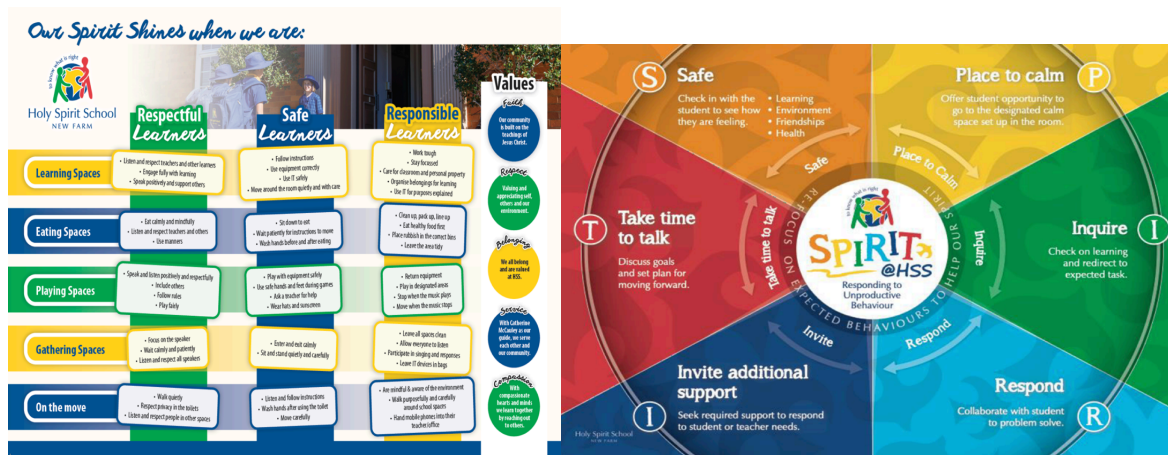 Our Spirit Shines when we are:
to know what is right
Holy Spirit School
NEW FARM
Respectful
Learners
Safe
Learners
Responsible
Learners
Values
Learning Spaces
• Listen and respect teachers and other learners
• Engage fully with learning
• Speak positively and support others
• Follow instructions
• Use equipment correctly
• Use IT safely
• Move around the room quietly and with care
• Work tough
• Stay focussed
• Care for classroom and personal property
• Organise belongings for learning
• Use IT for purposes explained
Eating Spaces
• Eat calmly and mindfully
• Listen and respect teachers and others
• Use manners
• Sit down to eat
• Wait patiently for instructions to move
• Wash hands before and after eating
• Clean up, pack up, line up
• Eat healthy food first
• Place rubbish in the correct bins
• Leave the area tidy
Playing Spaces
• Speak and listen positively and respectfully
• Include others
• Follow rules
• Play fairly
• Play with equipment safely
• Use safe hands and feet during games
• Ask a teacher for help
• Wear hats and sunscreen
• Return equipment
• Play in designated areas
• Stop when the music plays
• Move when the music stops
Gathering Spaces
• Focus on the speaker
• Wait calmly and patiently
• Listen and respect all speakers
• Enter and exit calmly
• Sit and stand quietly and carefully
• Leave all spaces clean
• Allow everyone to listen
• Participate in singing and responses
• Leave IT devices in bags
On the move
• Walk quietly
• Respect privacy in the toilets
• Listen and respect people in other spaces
• Listen and follow instructions
• Wash hands after using the toilet
• Move carefully
• Are mindful & aware of the environment
• Walk purposefully and carefully
around school spaces
• Hand mobile phones into their
teacher/office
Faith
Our community
is built on the
teachings of
Jesus Christ.
Respect
Valuing and
appreciating self,
others and our
environment.
Belonging
We all belong
and are valued
at HSS.
Service
With Catherine
McCauley as our
guide, we serve
each other and
our community.
Compassion
With
compassionate
hearts and minds
we learn together
by reaching out
to others.
S
Safe
Check in with the
student to see how
they are feeling.
• Learning
• Environment
• Friendships
• Health
Place to calm
P
Offer student opportunity to
go to the designated calm
space set up in the room.
T
Take time
to talk
Discuss goals
and set plan for
moving forward.
Inquire
I
Check on learning
and redirect to
expected task.
Safe
Place to Calm
Take time to talk
Inquire
Invite
Respond
RE-FOCUS ON EXPECTED BEHAVIOURS TO HELP OUR SPIRIT
to know what is right
SPIRIT
@HSS
Responding to
Unproductive
Behaviour
Invite additional
support
I
Seek required support to respond
to student or teacher needs.
Respond
Collaborate with student
to problem solve.
R
Holy Spirit School
NEW FARM